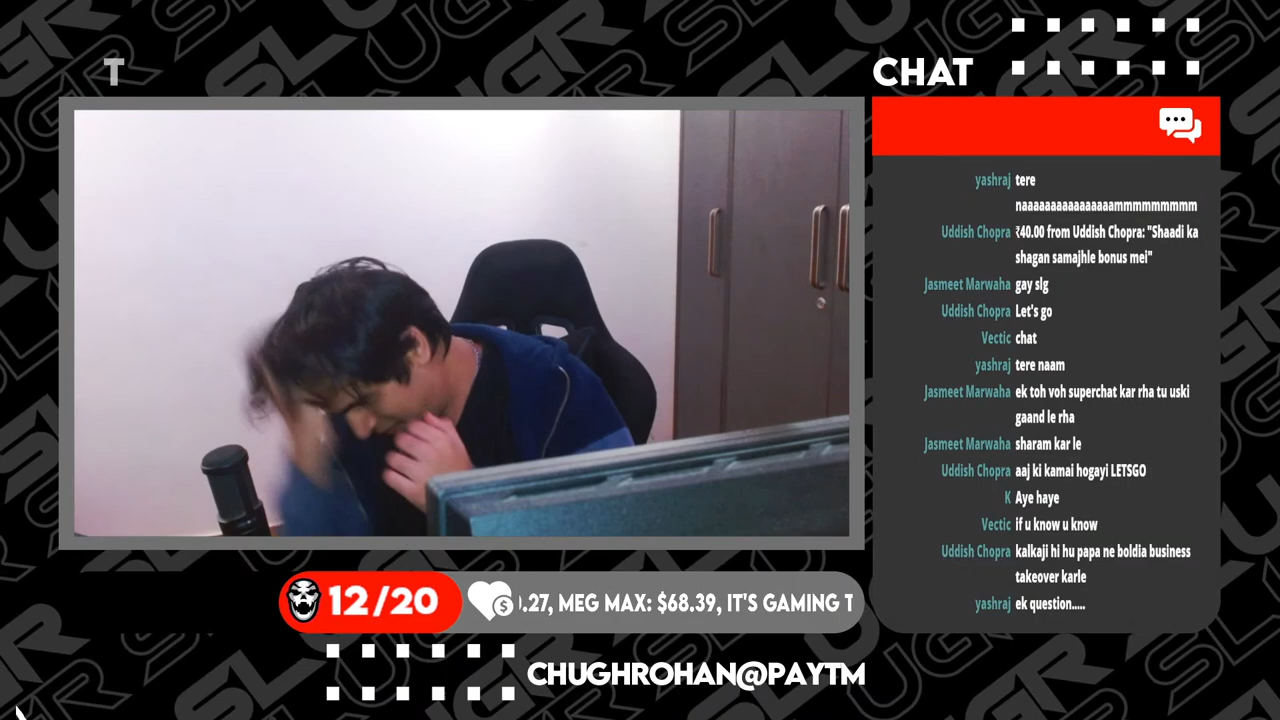 T
CHAT
yashraj tere
naaaaaaaaaaaaaaaammmmmmmmm
Uddish Chopra ₹40.00 from Uddish Chopra: "Shaadi ka
shagan samajhle bonus mei"
Jasmeet Marwaha gay slg
Uddish Chopra Let's go
Vectic chat
yashraj tere naam
Jasmeet Marwaha ek toh voh superchat kar rha tu uski
gaand le rha
Jasmeet Marwaha sharam kar le
Uddish Chopra aaj ki kamai hogayi LETSGO
K Aye haye
Vectic if u know u know
Uddish Chopra kalkaji hi hu papa ne boldia business
takeover karle
yashraj ek question.....
12/20
.27, MEG MAX: $68.39, IT'S GAMING T
CHUGHROHAN@PAYTM